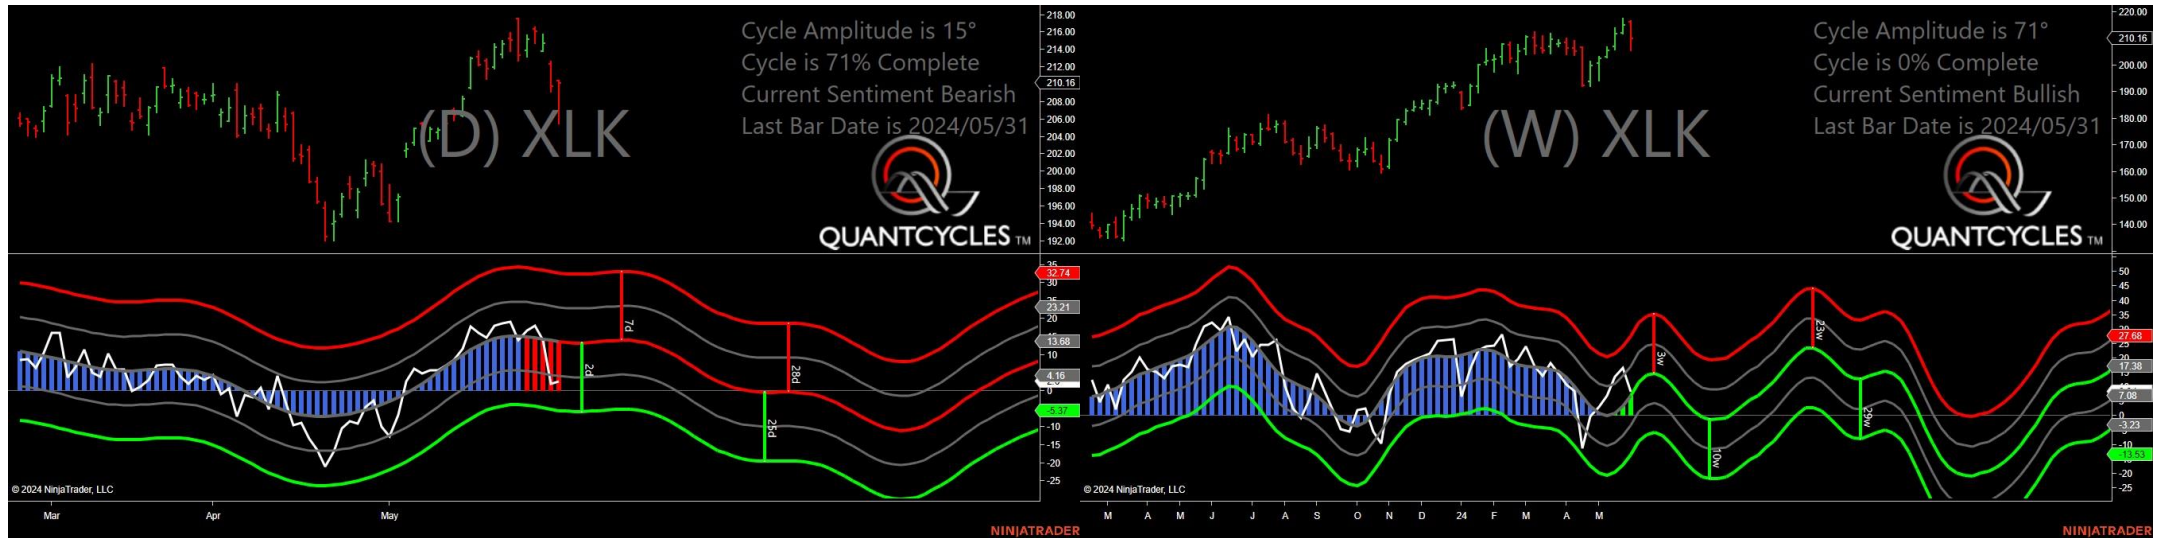 Cycle Amplitude is 15°
Cycle is 71% Complete
Current Sentiment Bearish
Last Bar Date is 2024/05/31
(D) XLK
QUANTCYCLES TM
218.00
216.00
214.00
212.00
210.16
208.00
206.00
204.00
202.00
200.00
198.00
196.00
194.00
192.00
35
32.74
30
23.21
20
13.68
10
4.16
0
-5.37
-10
-15
-20
-25
2d
7d
25d
28d
© 2024 NinjaTrader, LLC
Mar Apr May
NINJATRADER
Cycle Amplitude is 71°
Cycle is 0% Complete
Current Sentiment Bullish
Last Bar Date is 2024/05/31
(W) XLK
QUANTCYCLES TM
220.00
210.16
200.00
190.00
180.00
170.00
160.00
150.00
140.00
50
45
40
35
27.68
25
17.38
7.08
0
-3.23
-10
-13.53
-20
-25
3w
10w
23w
29w
© 2024 NinjaTrader, LLC
M A M J J A S O N D 24 F M A M
NINJATRADER